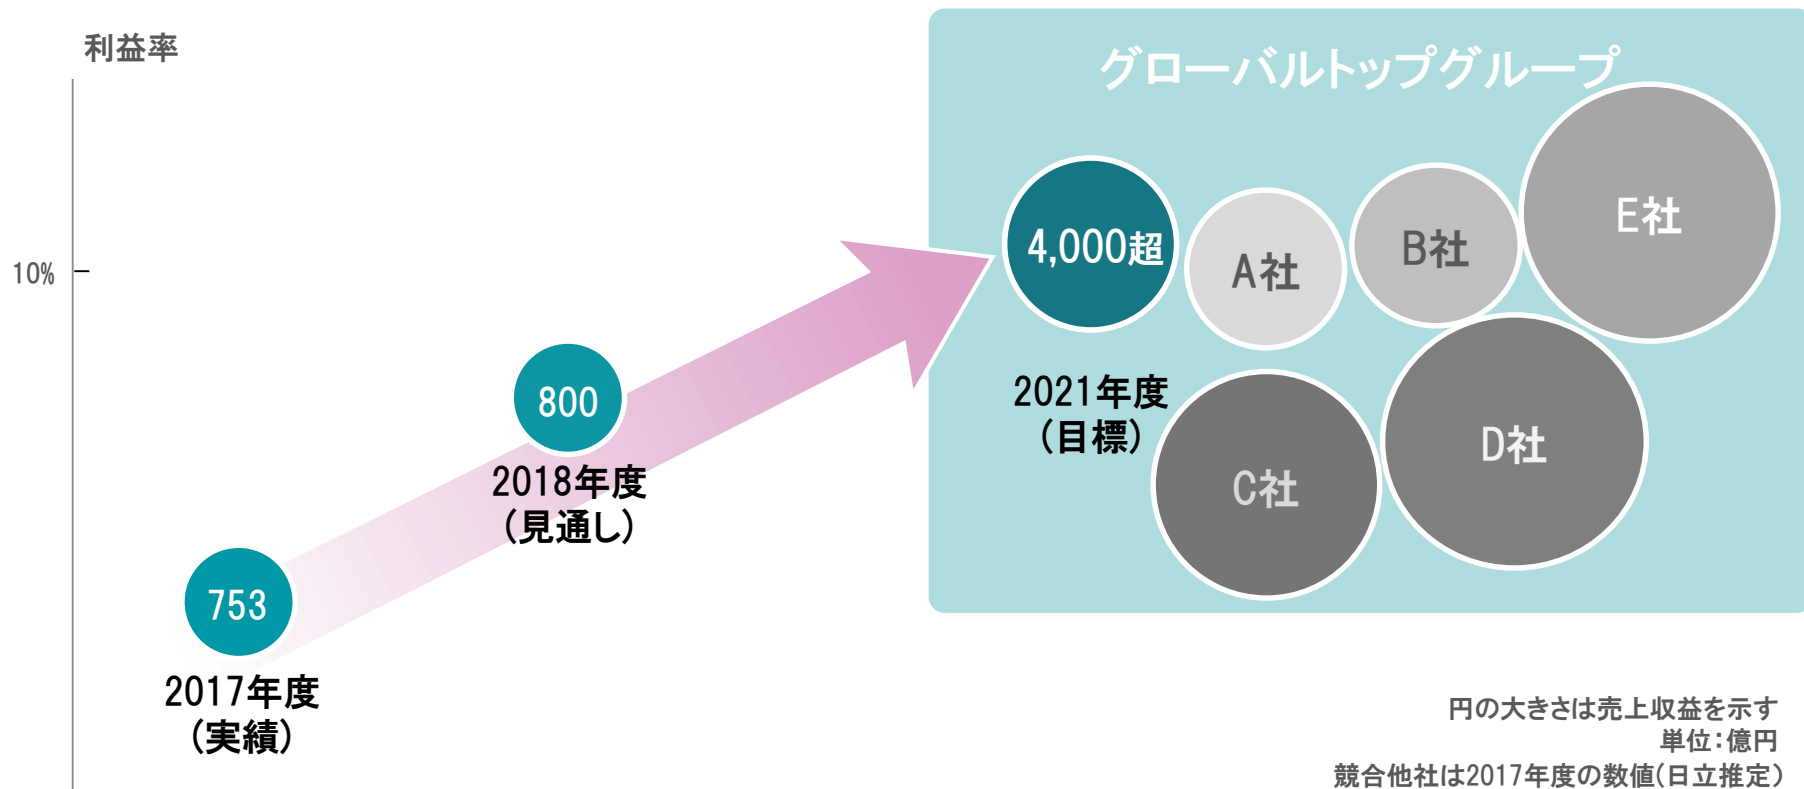 利益率
グローバルトップグループ
10%
4,000超
A社
B社
E社
2021年度
(目標)
C社
D社
800
2018年度
(見通し)
753
2017年度
(実績)
円の大きさは売上収益を示す
単位：億円
競合他社は2017年度の数値(日立推定)